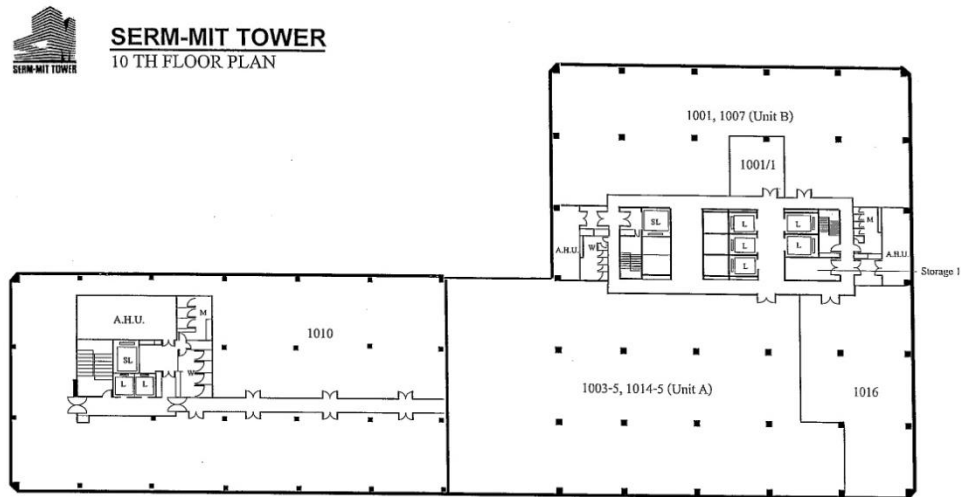 SERM-MIT TOWER
SERM-MIT TOWER
10 TH FLOOR PLAN
1001, 1007 (Unit B)
1001/1
SL
L
L
M
A.H.U.
W
L
L
A.H.U.
L
Storage 1
A.H.U.
M
1010
SL
W
L
L
1003-5, 1014-5 (Unit A)
1016